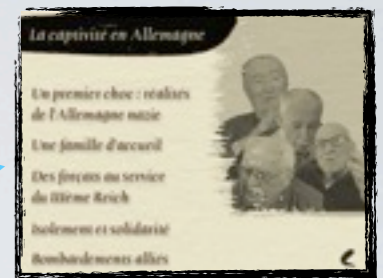 La captivité en Allemagne
Un premier choc : réalités
de l'Allemagne nazie
Une famille d'accueil
Des forçats au service
du IIIème Reich
Isolement et solidarité
Bombardements alliés